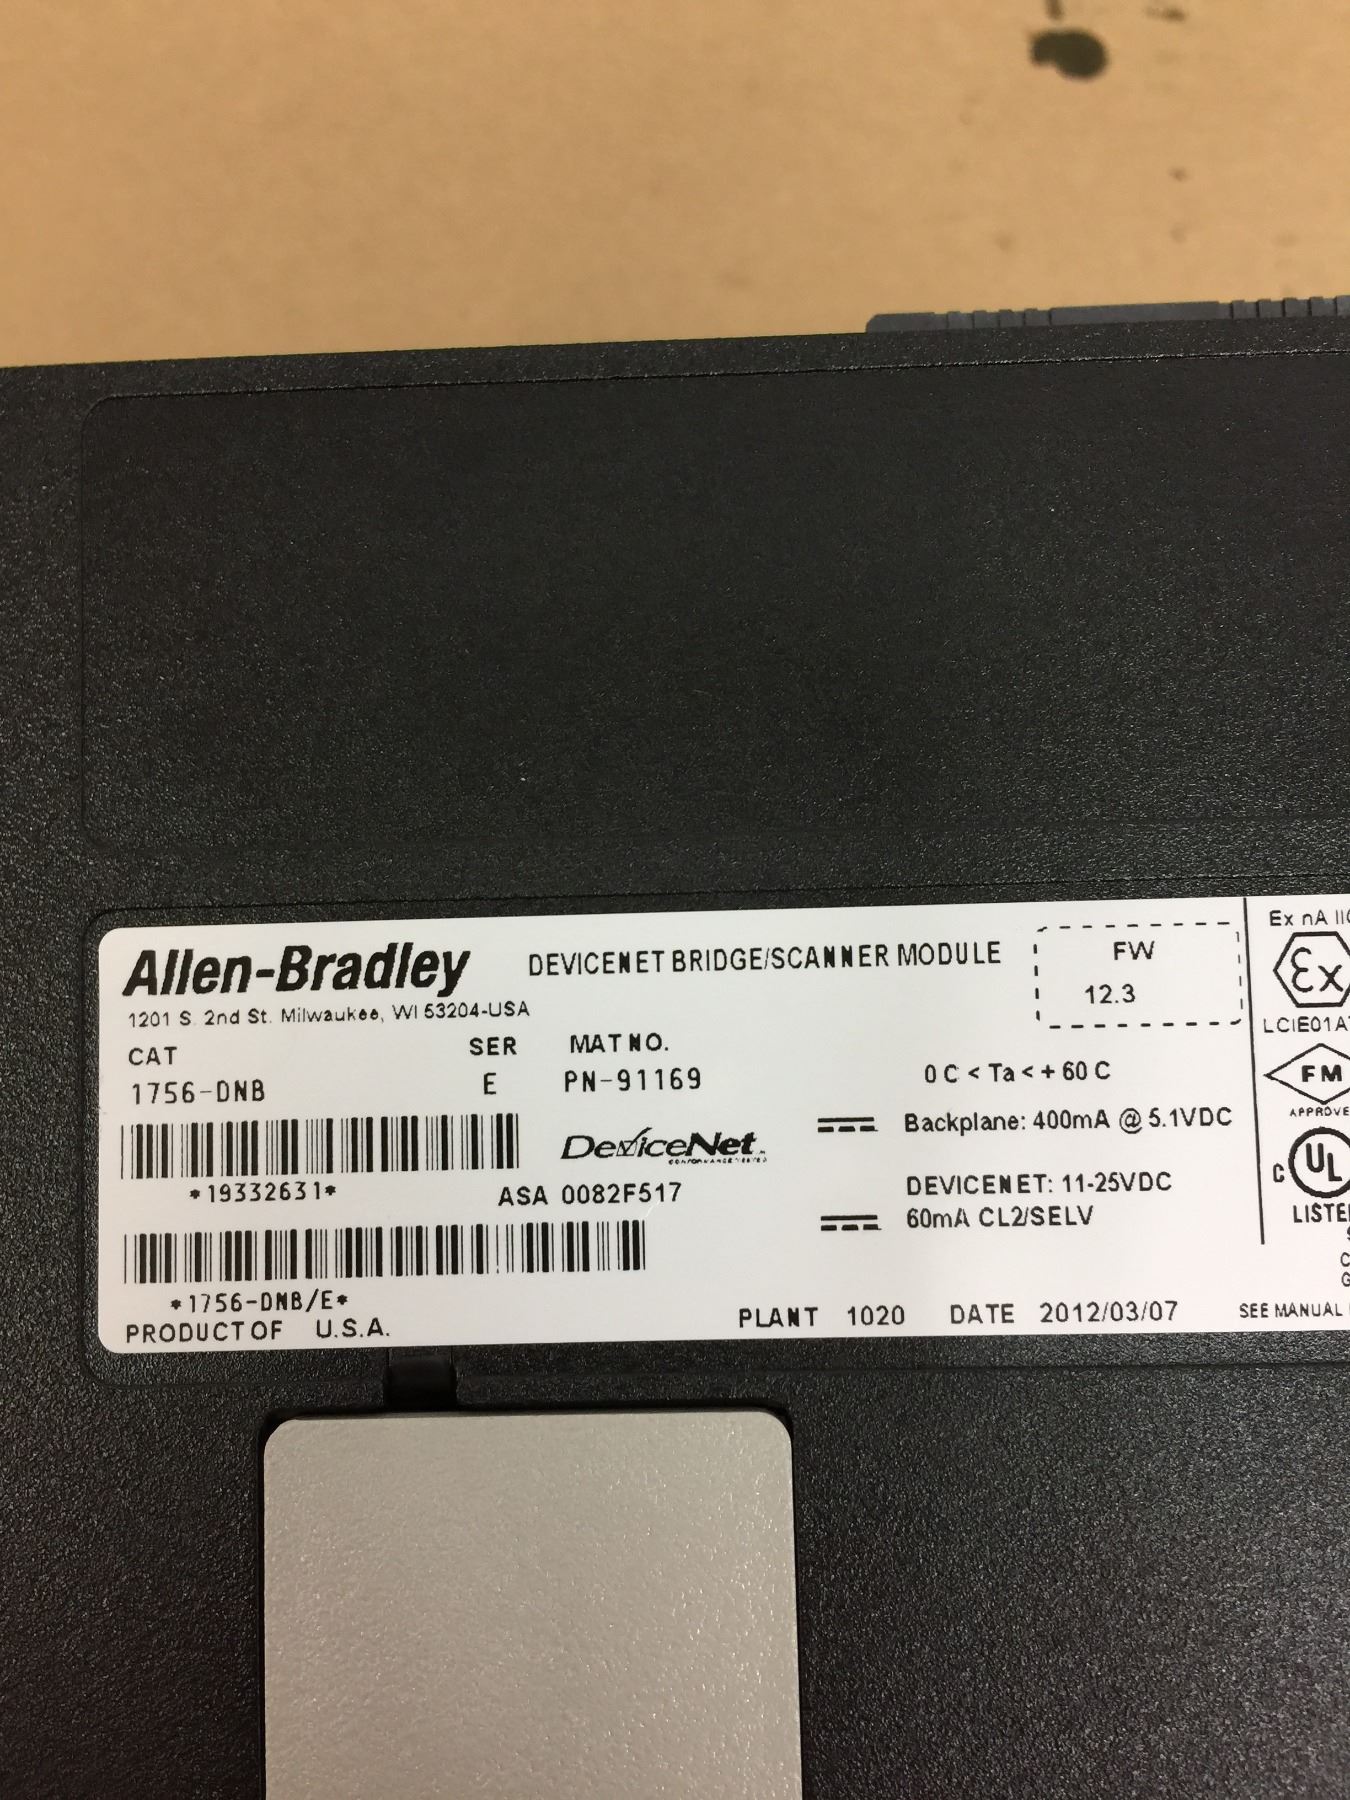 Allen-Bradley
DEVICENET BRIDGE/SCANNER MODULE
FW
12.3
1201 S. 2nd St. Milwaukee, WI 53204-USA
CAT
SER
MAT NO.
1756-DNB
E
PN-91169
0 C < Ta < + 60 C
Backplane: 400mA @ 5.1VDC
DeviceNet
CONFORMANCE TESTED
*19332631*
ASA 0082F517
DEVICENET: 11-25VDC
60mA CL2/SELV
*1756-DNB/E*
PRODUCT OF U.S.A.
PLANT 1020 DATE 2012/03/07
Ex nA
Ex
FM
C UL
SEE MANUAL